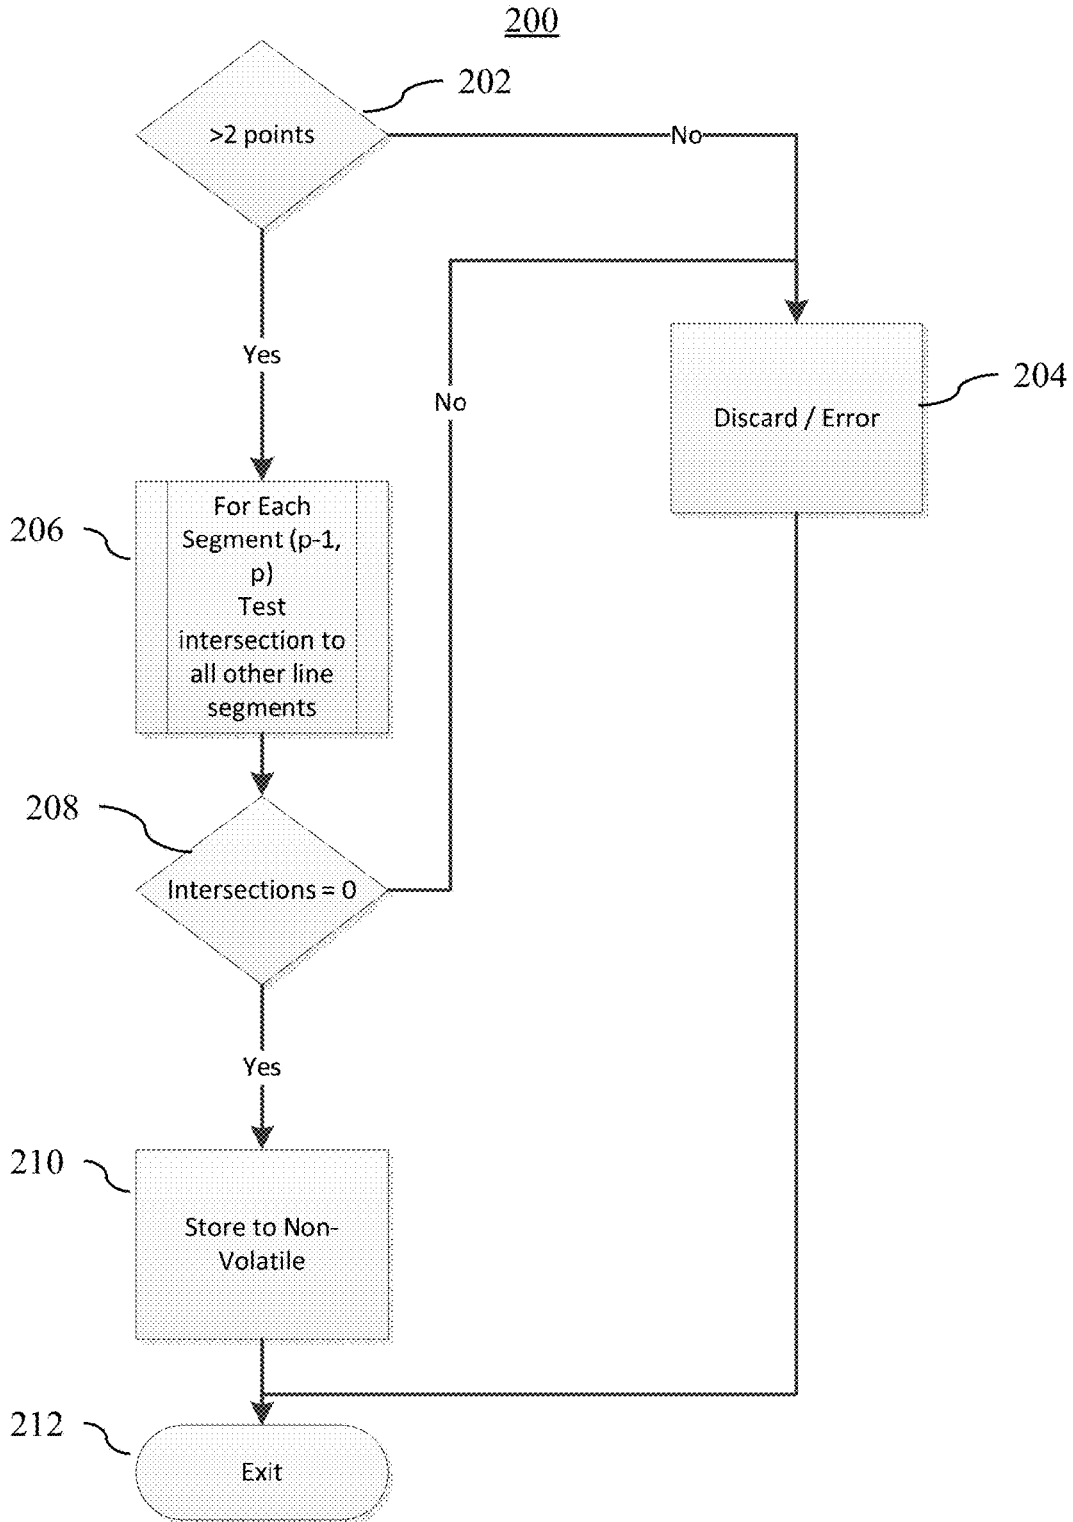 200
202
>2 points
No
Yes
No
204
Discard / Error
206
For Each
Segment (p-1,
p)
Test
intersection to
all other line
segments
208
Intersections = 0
Yes
210
Store to Non-
Volatile
212
Exit